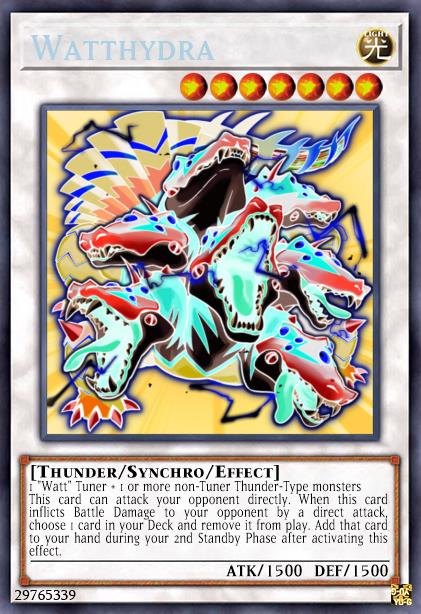 Watthydra
LIGHT
光
[Thunder/Synchro/Effect]
1 "Watt" Tuner + 1 or more non-Tuner Thunder-Type monsters
This card can attack your opponent directly. When this card
inflicts Battle Damage to your opponent by a direct attack,
choose 1 card in your Deck and remove it from play. Add that card
to your hand during your 2nd Standby Phase after activating this
effect.
ATK/1500 DEF/1500
29765339